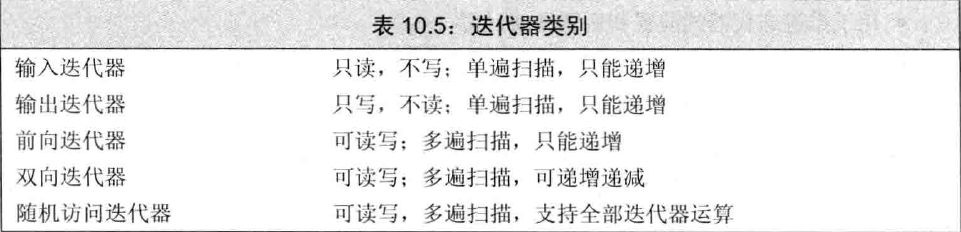 表 10.5：迭代器类别
输入迭代器 只读，不写；单遍扫描，只能递增
输出迭代器 只写，不读；单遍扫描，只能递增
前向迭代器 可读写；多遍扫描，只能递增
双向迭代器 可读写；多遍扫描，可递增递减
随机访问迭代器 可读写，多遍扫描，支持全部迭代器运算